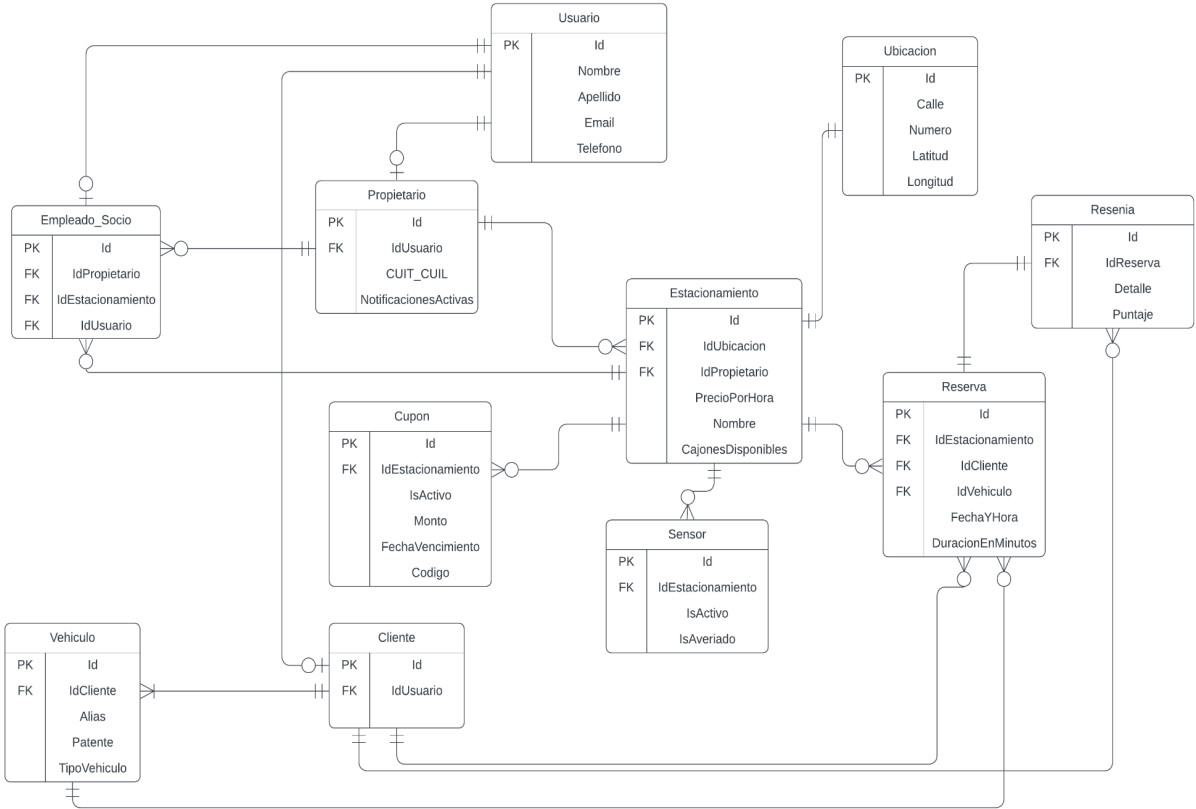 Usuario
PK Id
Nombre
Apellido
Email
Telefono
Ubicacion
PK Id
Calle
Numero
Latitud
Longitud
Empleado_Socio
PK Id
FK IdPropietario
FK IdEstacionamiento
FK IdUsuario
Propietario
PK Id
FK IdUsuario
CUIT_CUIL
NotificacionesActivas
Resenia
PK Id
FK IdReserva
Detalle
Puntaje
Estacionamiento
PK Id
FK IdUbicacion
FK IdPropietario
PrecioPorHora
Nombre
CajonesDisponibles
Reserva
PK Id
FK IdEstacionamiento
FK IdCliente
FK IdVehiculo
FechaYHora
DuracionEnMinutos
Cupon
PK Id
FK IdEstacionamiento
IsActivo
Monto
FechaVencimiento
Codigo
Sensor
PK Id
FK IdEstacionamiento
IsActivo
IsAveriado
Vehiculo
PK Id
FK IdCliente
Alias
Patente
TipoVehiculo
Cliente
PK Id
FK IdUsuario